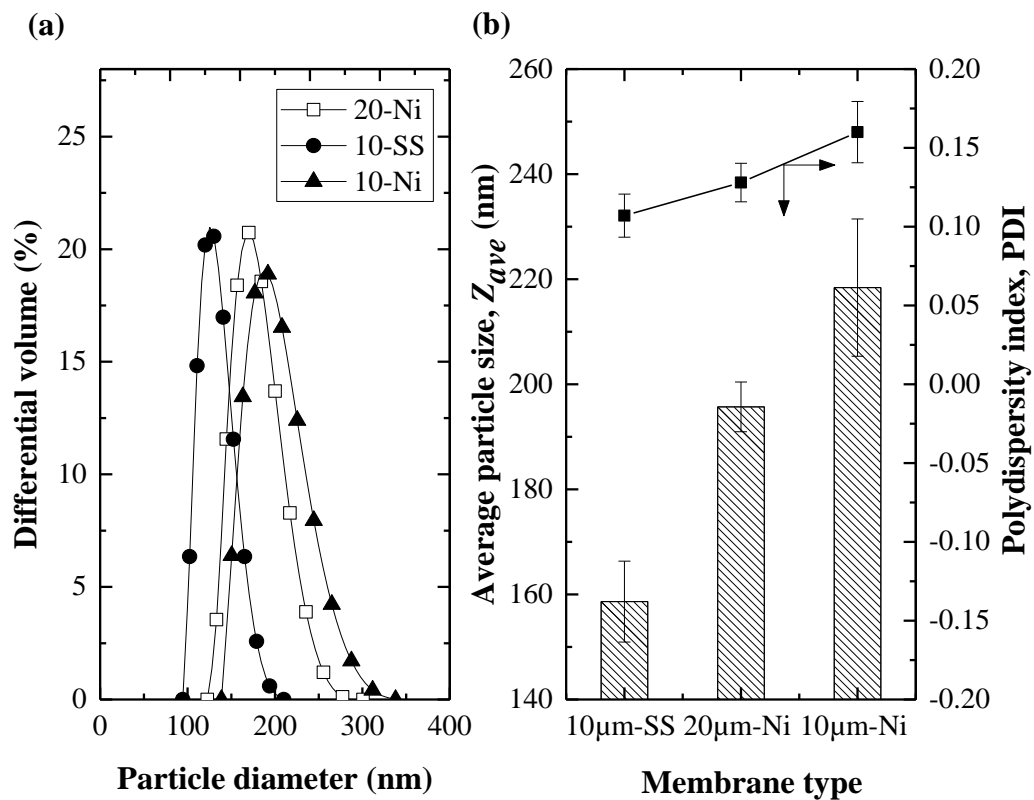 (a)
25
20
15
10
5
0
Differential volume (%)
20-Ni
10-SS
10-Ni
0 100 200 300 400
Particle diameter (nm)
(b)
260
240
220
200
180
160
140
Average particle size, Zave (nm)
0.20
0.15
0.10
0.05
0.00
-0.05
-0.10
-0.15
-0.20
Polydispersity index, PDI
10μm-SS 20μm-Ni 10μm-Ni
Membrane type